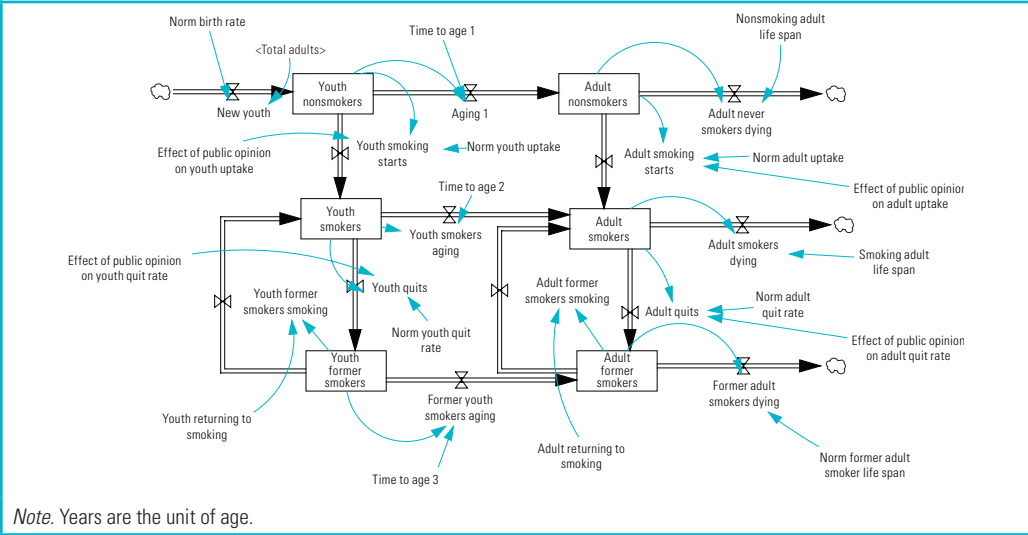 Norm birth rate
<Total adults>
Time to age 1
Nonsmoking adult
life span
Youth
nonsmokers
Adult
nonsmokers
New youth
Aging 1
Adult never
smokers dying
Effect of public opinion
on youth uptake
Youth smoking
starts
Norm youth uptake
Adult smoking
starts
Norm adult uptake
Effect of public opinion
on adult uptake
Time to age 2
Youth
smokers
Youth smokers
aging
Adult
smokers
Adult smokers
dying
Smoking adult
life span
Effect of public opinion
on youth quit rate
Youth quits
Youth former
smokers smoking
Norm youth quit
rate
Adult former
smokers smoking
Adult quits
Norm adult
quit rate
Effect of public opinion
on adult quit rate
Youth
former
smokers
Former youth
smokers aging
Adult
former
smokers
Former adult
smokers dying
Youth returning to
smoking
Time to age 3
Adult returning to
smoking
Norm former adult
smoker life span
Note. Years are the unit of age.